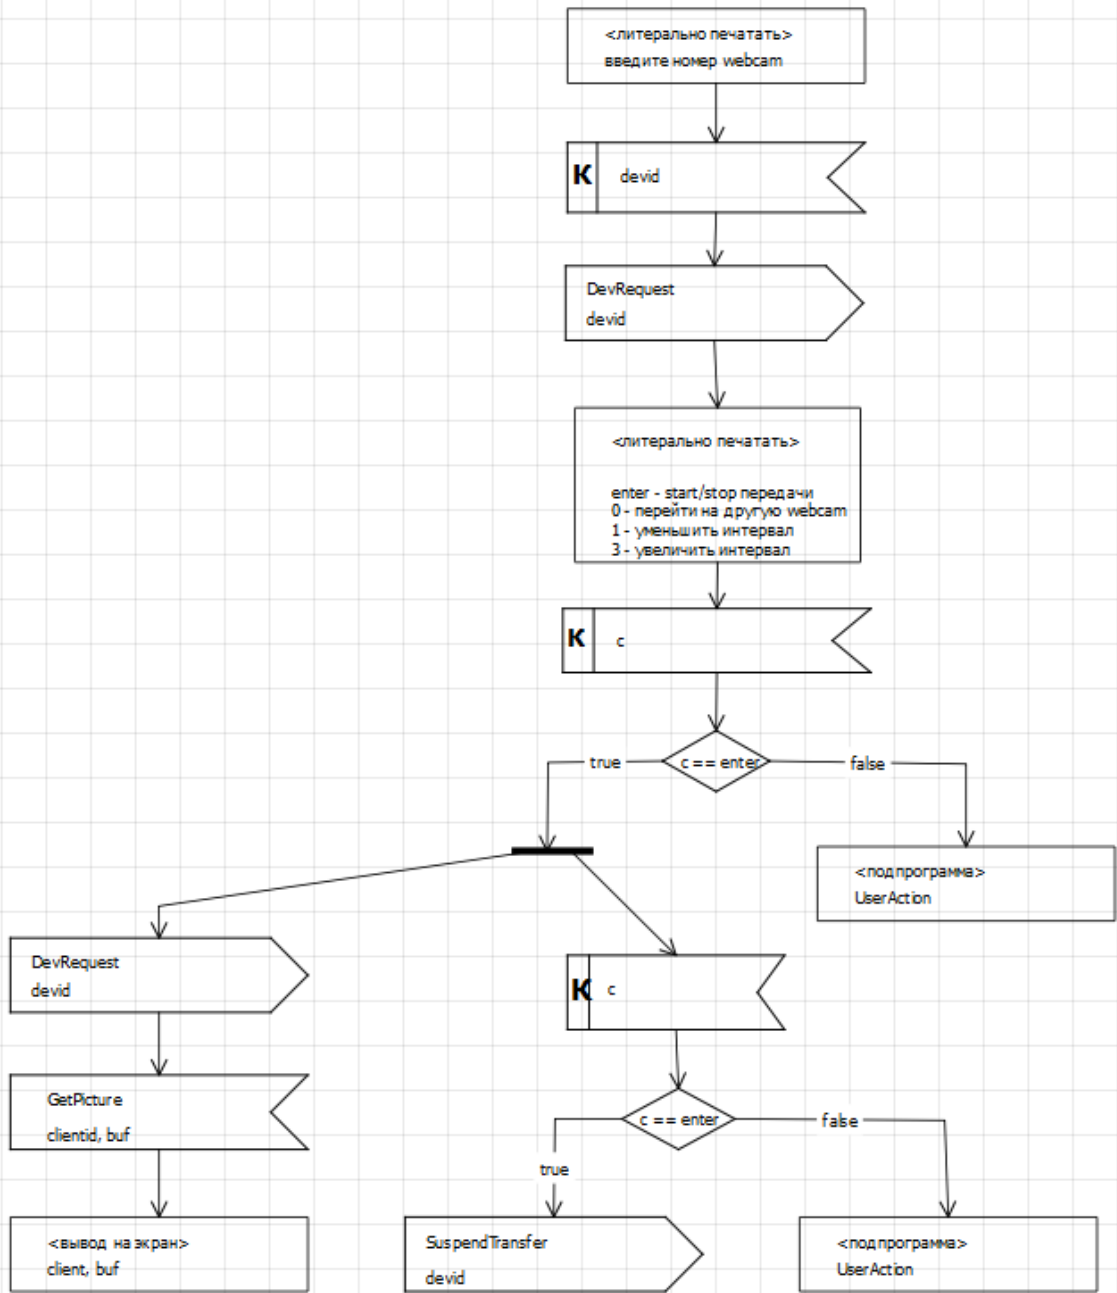 <литерально печатать>
введите номер webcam
K devid
DevRequest
devid
<литерально печатать>
enter - start/stop передачи
0 - перейти на другую webcam
1 - уменьшить интервал
3 - увеличить интервал
K c
true c == enter false
<подпрограмма>
UserAction
DevRequest
devid
K c
GetPicture
clientid, buf
c == enter false
true
<вывод на экран>
client, buf
SuspendTransfer
devid
<подпрограмма>
UserAction